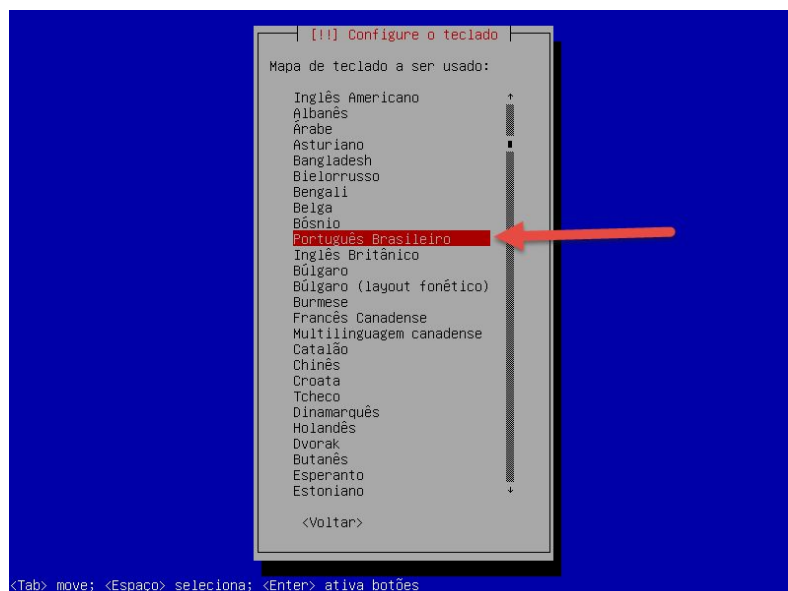 [!!] Configure o teclado
Mapa de teclado a ser usado:
Inglês Americano
Albanês
Árabe
Asturiano
Bangladesh
Bielorrusso
Bengali
Belga
Bósnio
Português Brasileiro
Inglês Britânico
Búlgaro
Búlgaro (layout fonético)
Burmese
Francês Canadense
Multilinguagem canadense
Catalão
Chinês
Croata
Tcheco
Dinamarquês
Holandês
Dvorak
Butanês
Esperanto
Estoniano
<Voltar>
<Tab> move; <Espaço> seleciona; <Enter> ativa botões